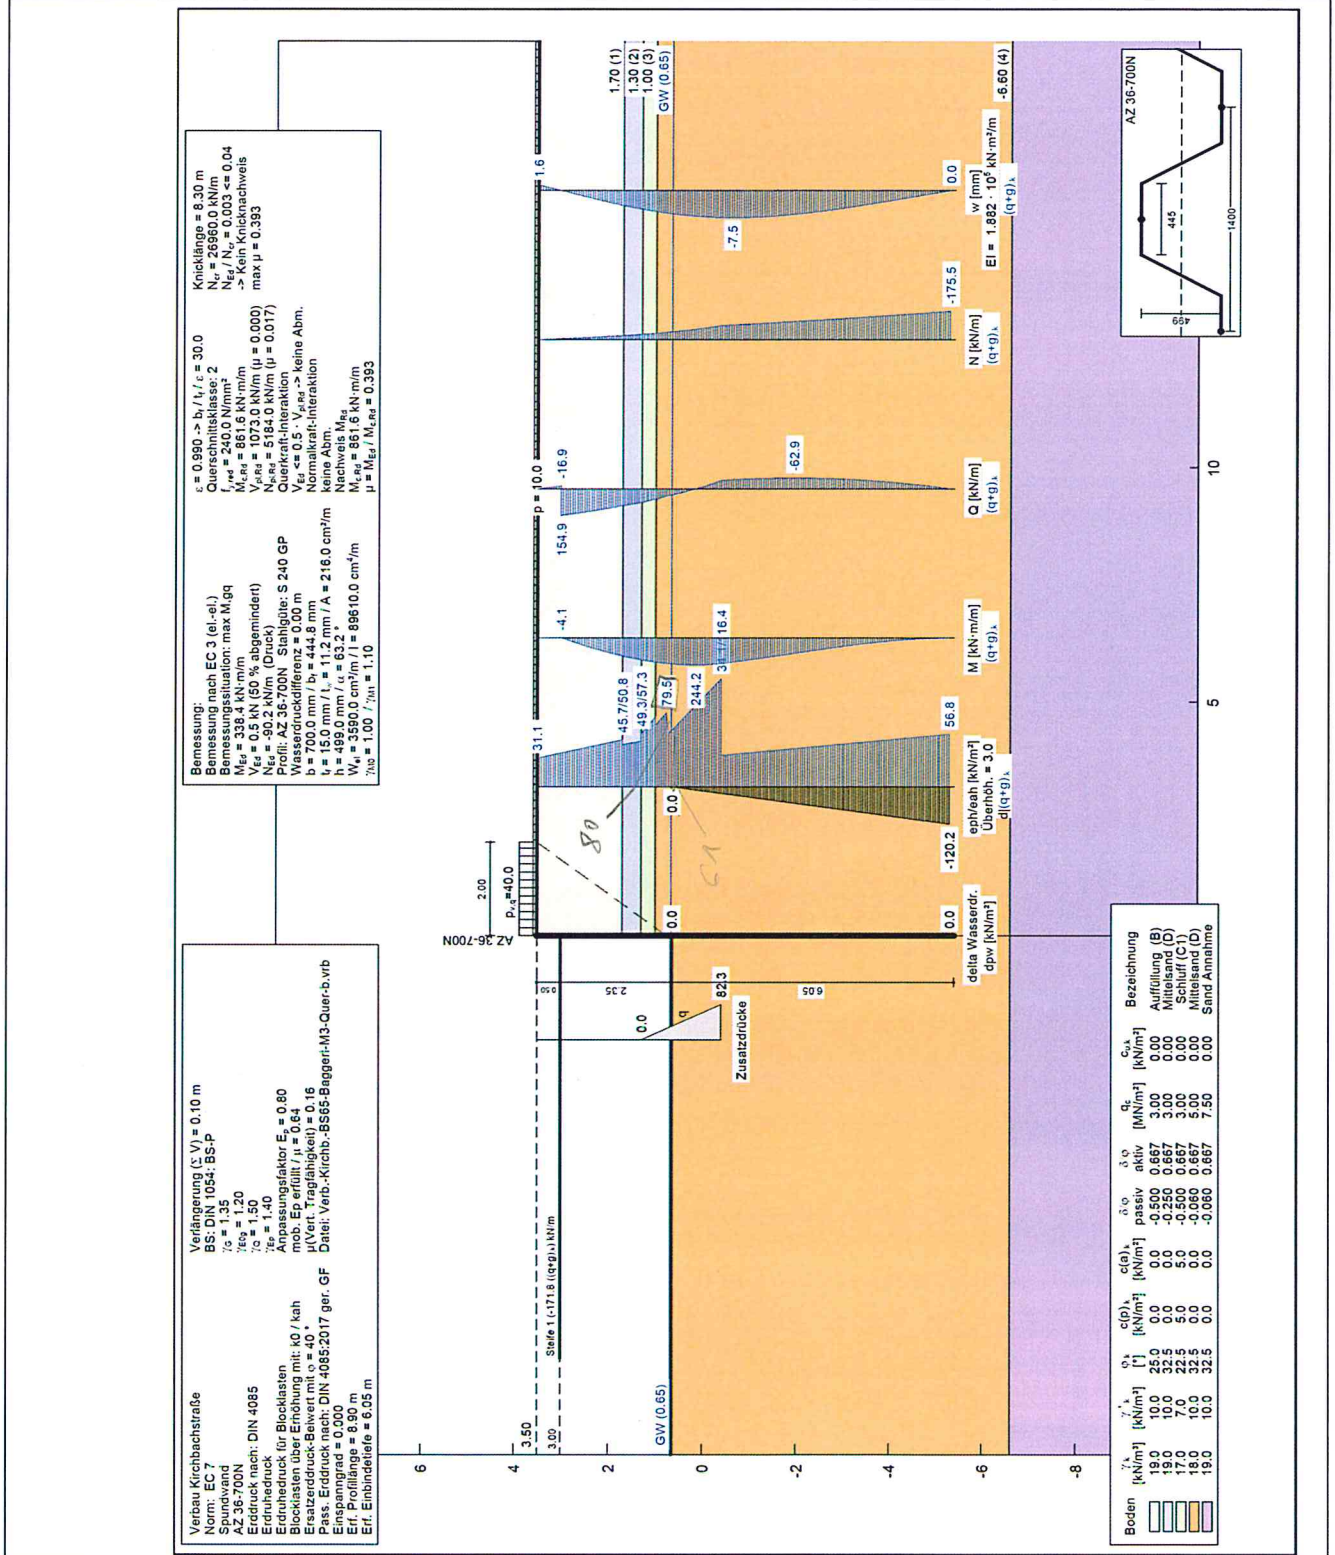 Verbau Kirchbachstraße
Norm: EC 7
Spundwand
AZ 36-700N
Erddruck nach: DIN 4085
Erdruhedruck
Erdruhedruck für Blocklasten
Blocklasten über Erhöhung mit: k0 / kah
Ersatzerddruck-Beiwert mit φ = 40 °
Pass. Erddruck nach: DIN 4085:2017 ger. GF
Einspanngrad = 0.000
Erf. Profillänge = 8.90 m
Erf. Einbindetiefe = 6.05 m
Verlängerung (Σ V) = 0.10 m
BS: DIN 1054: BS-P
γG = 1.35
γE0g = 1.20
γQ = 1.50
γEp = 1.40
Anpassungsfaktor Ep = 0.80
mob. Ep erfüllt / μ = 0.64
μ(Vert. Tragfähigkeit) = 0.16
Datei: Verb.-Kirchb.-BS65-Baggerl-M3-Quer-b.vrb
Bemessung:
Bemessung nach EC 3 (el.-el.)
Bemessungssituation: max M,gq
MEd = 338.4 kN·m/m
VEd = 0.5 kN (50 % abgemindert)
NEd = -90.2 kN/m (Druck)
Profil: AZ 36-700N Stahlgüte: S 240 GP
Wasserdruckdifferenz = 0.00 m
b = 700.0 mm / bf = 444.8 mm
tf = 15.0 mm / tw = 11.2 mm / A = 216.0 cm²/m
h = 499.0 mm / α = 63.2 °
Wel = 3590.0 cm³/m / I = 89610.0 cm⁴/m
γM0 = 1.00 / γM1 = 1.10
ε = 0.990 -> bf / tf / ε = 30.0
Querschnittsklasse: 2
fy,red = 240.0 N/mm²
Mc,Rd = 861.6 kN·m/m
Vpl,Rd = 1073.0 kN/m (μ = 0.000)
Npl,Rd = 5184.0 kN/m (μ = 0.017)
Querkraft-Interaktion
VEd <= 0.5 · Vpl,Rd -> keine Abm.
Normalkraft-Interaktion
keine Abm.
Nachweis MRd
Mc,Rd = 861.6 kN·m/m
μ = MEd / Mc,Rd = 0.393
Knicklänge = 8.30 m
Ncr = 26960.0 kN/m
NEd / Ncr = 0.003 <= 0.04
-> Kein Knicknachweis
max μ = 0.393
6
4
2
0
-2
-4
-6
-8
3.50
3.00
GW (0.65)
Steife 1 (-171.8 ((q+g)k) kN/m
0.0
q
82.3
Zusatzdrücke
0.50
2.35
6.05
AZ 36-700N
2.00
pv,q=40.0
0.0
0.0
delta Wasserdr.
dpw [kN/m²]
80
61
31.1
45.7/50.8
49.3/57.3
79.5
244.2
311.1/ 16.4
0.0
-120.2
56.8
eph/eah [kN/m²]
Überhöh. = 3.0
d|(q+g)k
-4.1
M [kN·m/m]
(q+g)k
p = 10.0
154.9
-16.9
-62.9
Q [kN/m]
(q+g)k
-175.5
N [kN/m]
(q+g)k
1.6
-7.5
0.0
w [mm]
(q+g)k
EI = 1.882 · 10⁵ kN·m²/m
1.70 (1)
1.30 (2)
1.00 (3)
GW (0.65)
-6.60 (4)
5
10
Boden γk [kN/m³] γ'k [kN/m³] φk [°] c(p)k [kN/m²] c(a)k [kN/m²] δ/φ passiv δ/φ aktiv qc [MN/m²] cu,k [kN/m²] Bezeichnung
19.0 10.0 25.0 0.0 0.0 -0.500 0.667 3.00 0.00 Auffüllung (B)
19.0 10.0 32.5 0.0 0.0 -0.250 0.667 3.00 0.00 Mittelsand (D)
17.0 7.0 22.5 5.0 5.0 -0.500 0.667 3.00 0.00 Schluff (C1)
18.0 10.0 32.5 0.0 0.0 -0.060 0.667 5.00 0.00 Mittelsand (D)
19.0 10.0 32.5 0.0 0.0 -0.060 0.667 7.50 0.00 Sand Annahme
AZ 36-700N
445
499
1400